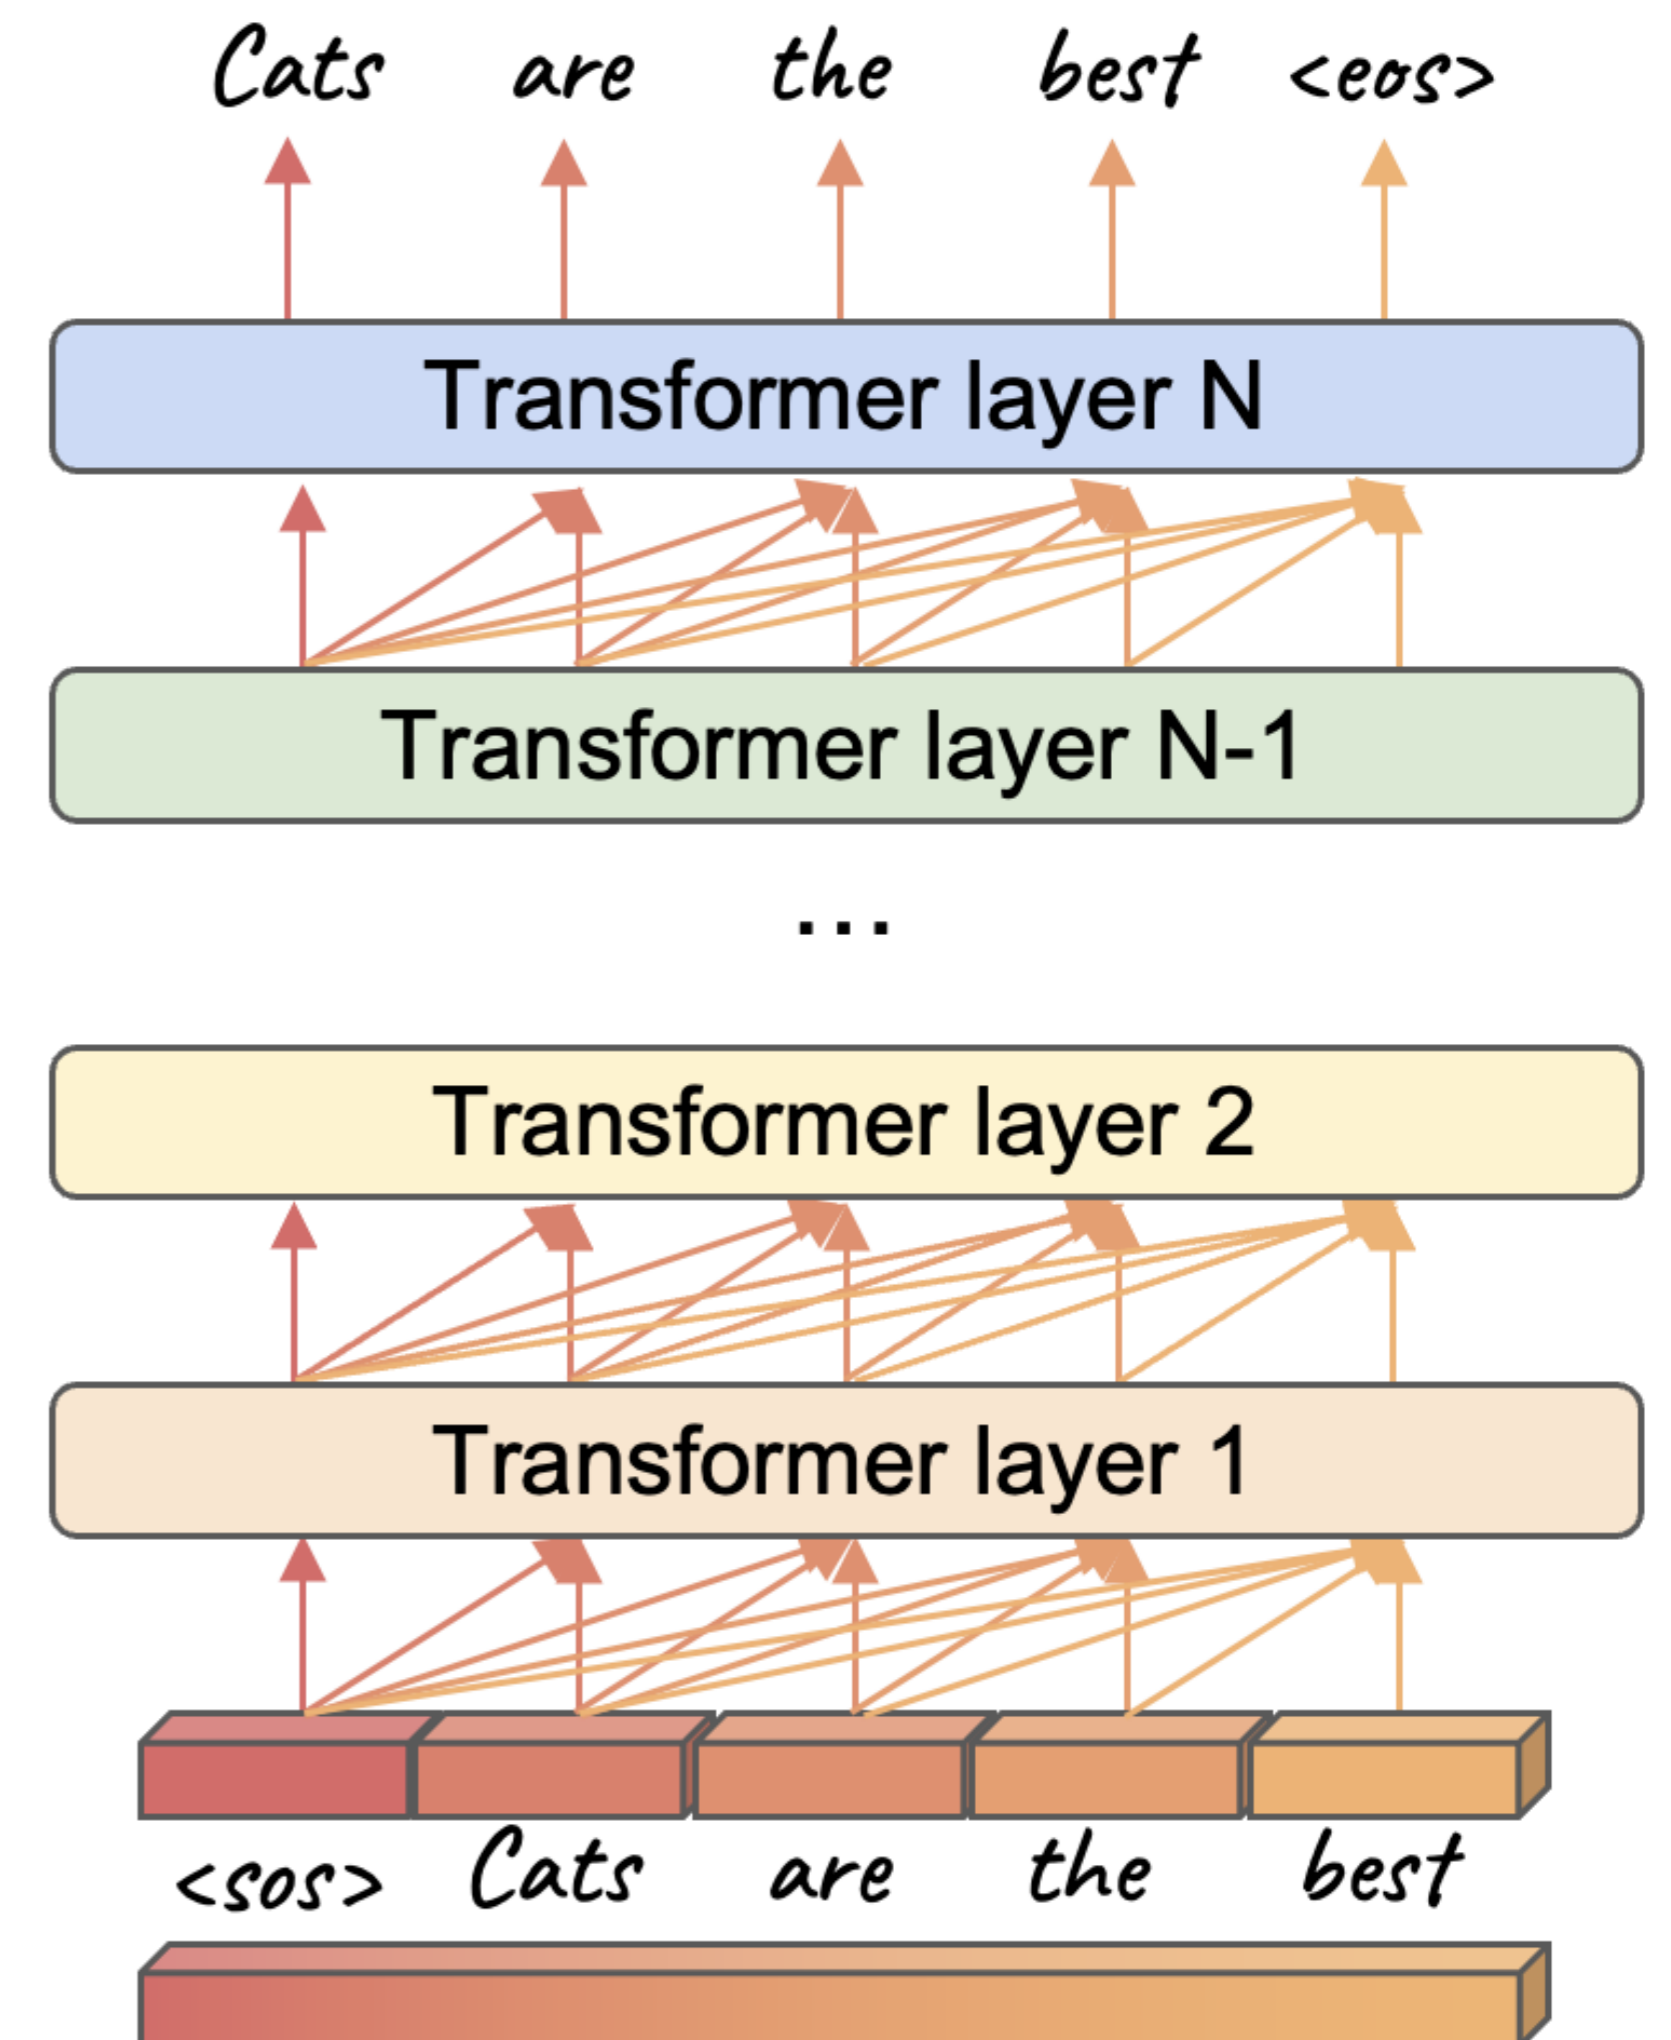 Cats are the best <eos>
Transformer layer N
Transformer layer N-1
...
Transformer layer 2
Transformer layer 1
<sos> Cats are the best